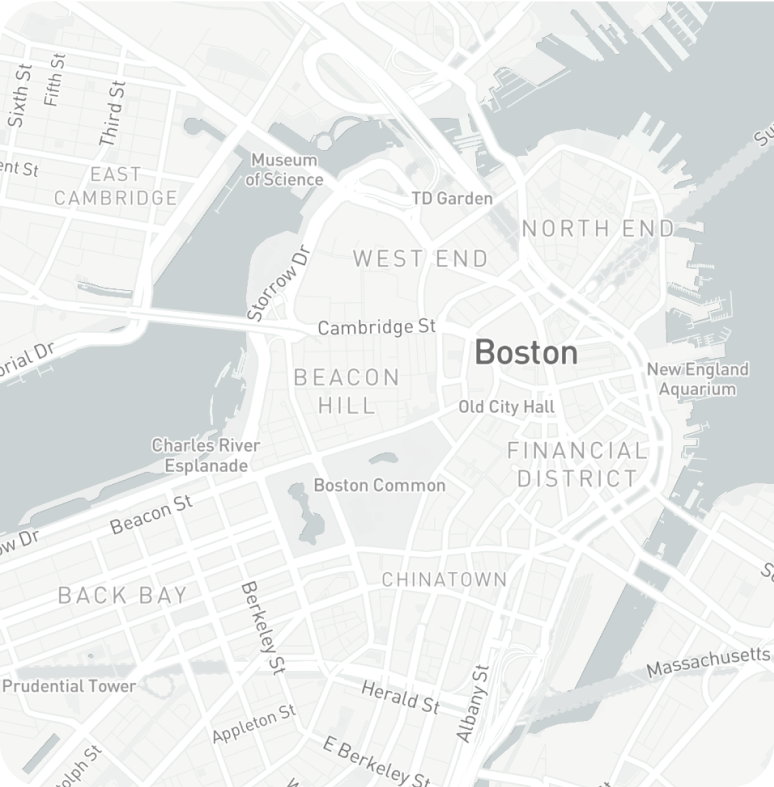 Sixth St
Fifth St
Third St
ent St
EAST
CAMBRIDGE
Museum
of Science
TD Garden
NORTH END
WEST END
Storrow Dr
Cambridge St
Boston
orial Dr
BEACON
HILL
New England
Aquarium
Old City Hall
Charles River
Esplanade
FINANCIAL
DISTRICT
Boston Common
Beacon St
ow Dr
CHINATOWN
BACK BAY
Berkeley St
Massachusetts
Prudential Tower
Herald St
Albany St
Appleton St
E Berkeley St
olph St